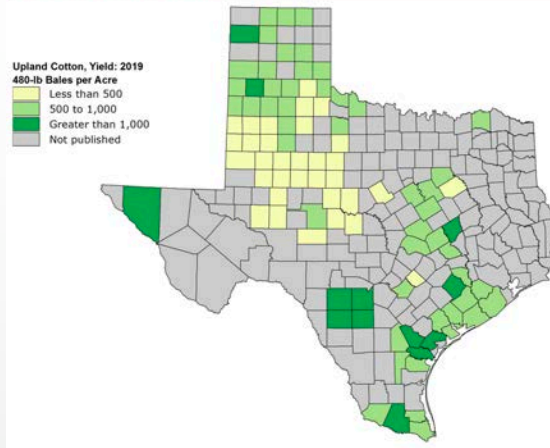 Upland Cotton, Yield: 2019
480-lb Bales per Acre
Less than 500
500 to 1,000
Greater than 1,000
Not published